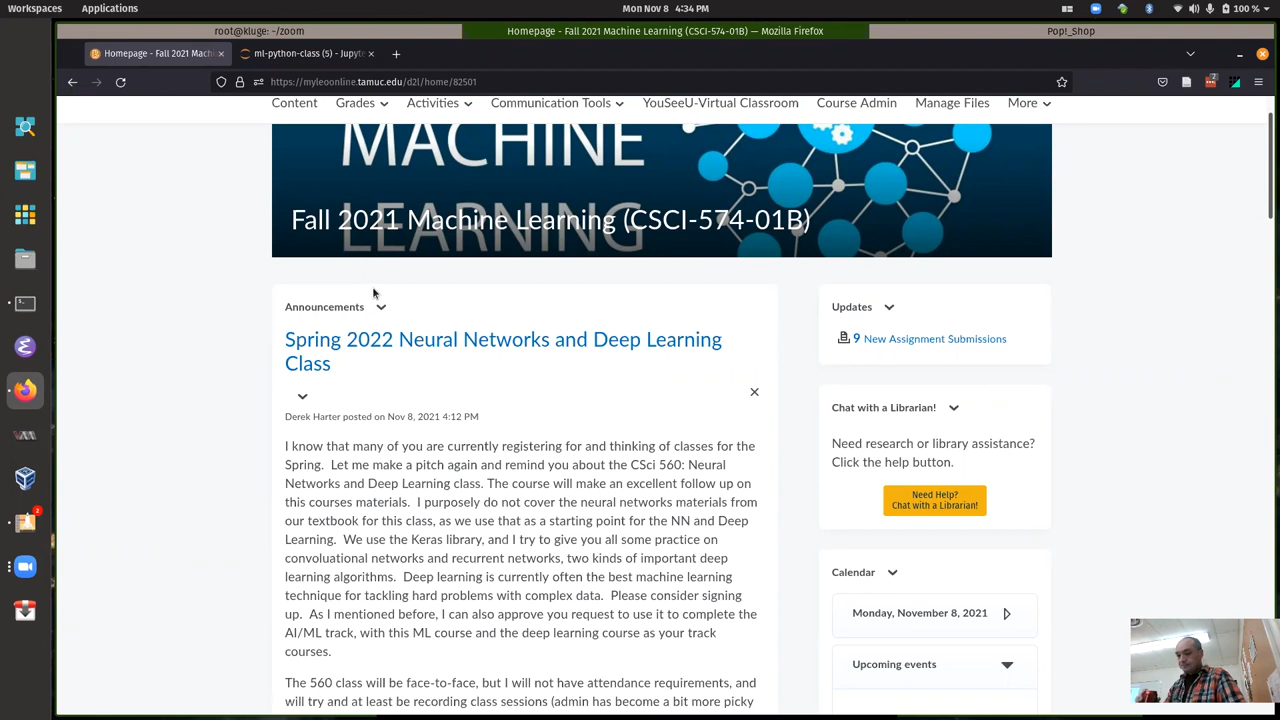 Workspaces Applications Mon Nov 8 4:34 PM 100 %
root@kluge: ~/zoom Homepage - Fall 2021 Machine Learning (CSCI-574-01B) — Mozilla Firefox Pop!_Shop
Homepage - Fall 2021 Machi ml-python-class (5) - Jupyte
https://myleoonline.tamuc.edu/d2l/home/82501
Content Grades Activities Communication Tools YouSeeU-Virtual Classroom Course Admin Manage Files More
MACHINE
LEARNING
Fall 2021 Machine Learning (CSCI-574-01B)
Announcements
Spring 2022 Neural Networks and Deep Learning
Class
Derek Harter posted on Nov 8, 2021 4:12 PM
I know that many of you are currently registering for and thinking of classes for the
Spring. Let me make a pitch again and remind you about the CSci 560: Neural
Networks and Deep Learning class. The course will make an excellent follow up on
this courses materials. I purposely do not cover the neural networks materials from
our textbook for this class, as we use that as a starting point for the NN and Deep
Learning. We use the Keras library, and I try to give you all some practice on
convoluational networks and recurrent networks, two kinds of important deep
learning algorithms. Deep learning is currently often the best machine learning
technique for tackling hard problems with complex data. Please consider signing
up. As I mentioned before, I can also approve you request to use it to complete the
AI/ML track, with this ML course and the deep learning course as your track
courses.
The 560 class will be face-to-face, but I will not have attendance requirements, and
will try and at least be recording class sessions (admin has become a bit more picky
Updates
9 New Assignment Submissions
Chat with a Librarian!
Need research or library assistance?
Click the help button.
Need Help?
Chat with a Librarian!
Calendar
Monday, November 8, 2021
Upcoming events